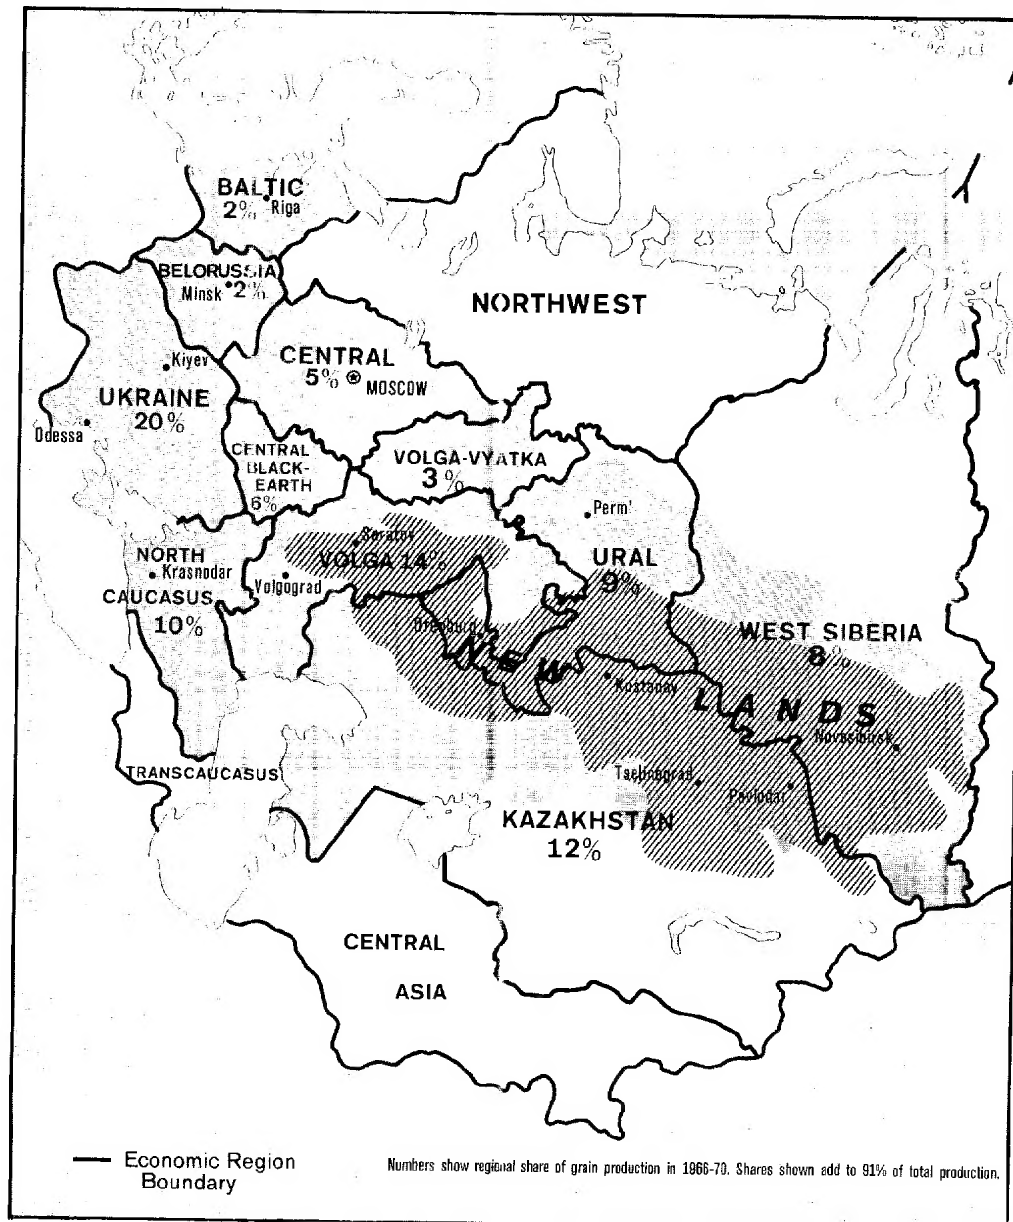 BALTIC
2%
Riga
BELORUSSIA
Minsk 2%
NORTHWEST
Kiyev
CENTRAL
5%
MOSCOW
UKRAINE
20%
Odessa
CENTRAL
BLACK-
EARTH
6%
VOLGA-VYATKA
3%
Perm'
Saratov
VOLGA 14%
URAL
9%
NORTH
Krasnodar
CAUCASUS
10%
Volgograd
Orenburg
WEST SIBERIA
8%
NEW
LANDS
Kustanay
Novosibirsk
TRANSCAUCASUS
Tselinograd
Pavlodar
KAZAKHSTAN
12%
CENTRAL
ASIA
Economic Region
Boundary
Numbers show regional share of grain production in 1966-70. Shares shown add to 91% of total production.